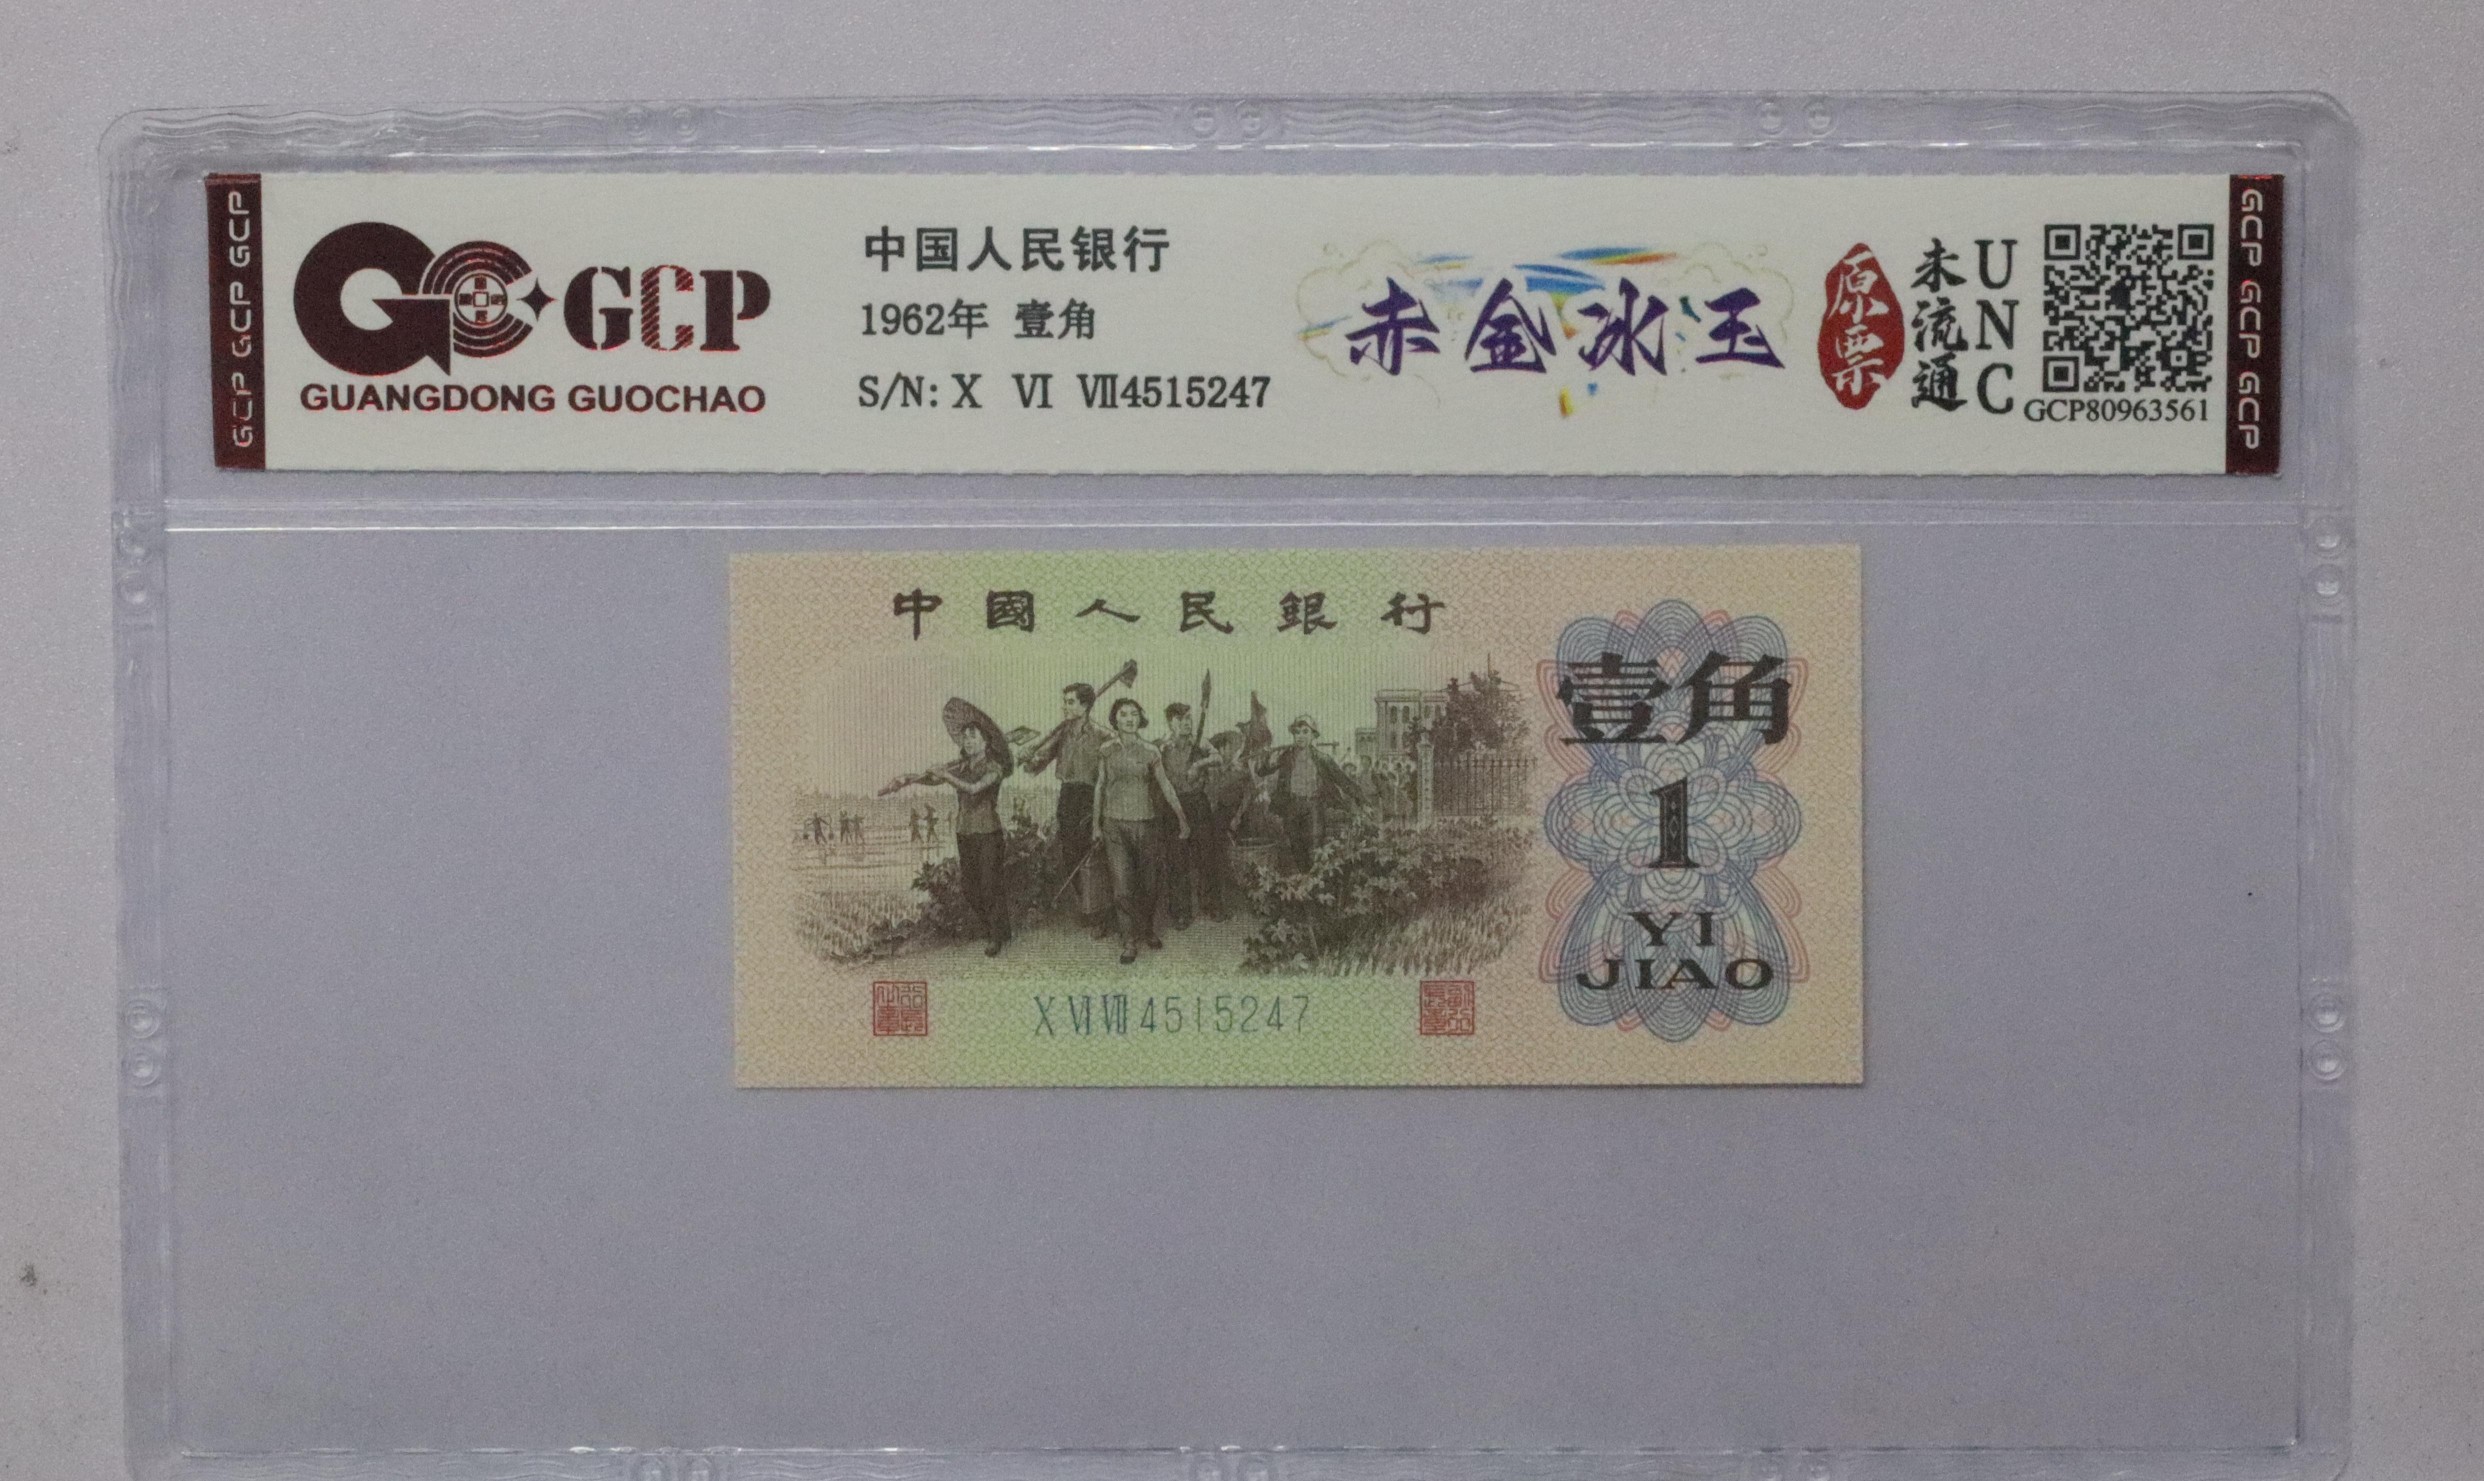 GCP GCP GCP
GCP
GUANGDONG GUOCHAO
中国人民银行
1962年 壹角
S/N: X VI VII4515247
赤金冰玉
原票
未流通
UNC
GCP80963561
GCP GCP GCP
中國人民銀行
壹角
1
YI
JIAO
X VI VII 4515247